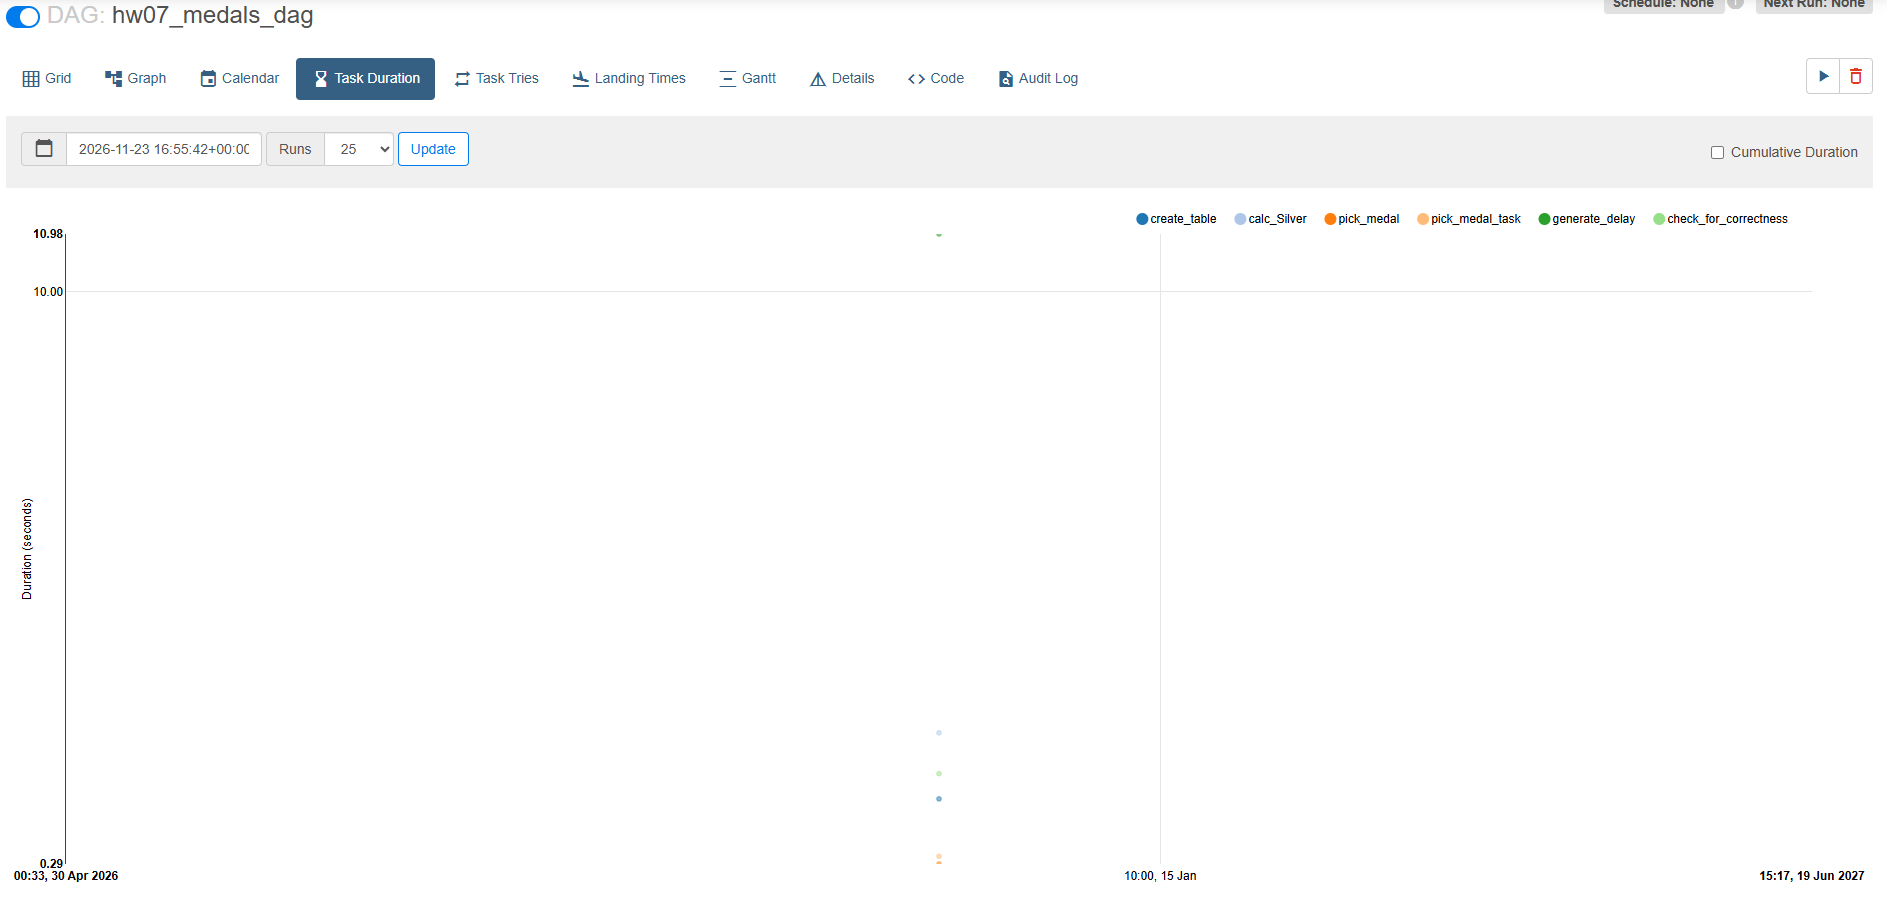 DAG: hw07_medals_dag
Schedule: None
Next Run: None
Grid
Graph
Calendar
Task Duration
Task Tries
Landing Times
Gantt
Details
Code
Audit Log
2026-11-23 16:55:42+00:00
Runs
25
Update
Cumulative Duration
create_table
calc_Silver
pick_medal
pick_medal_task
generate_delay
check_for_correctness
10.98
10.00
Duration (seconds)
0.29
00:33, 30 Apr 2026
10:00, 15 Jan
15:17, 19 Jun 2027